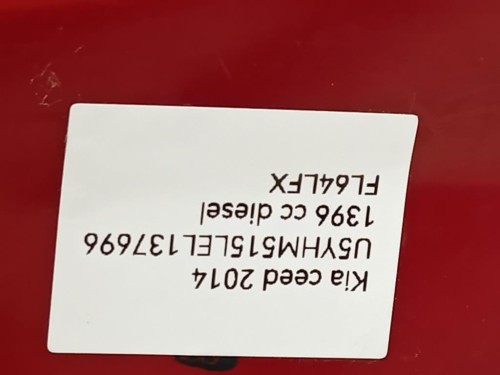 Kia ceed 2014
U5YHM515LEL137696
1396 cc diesel
FL64LFX